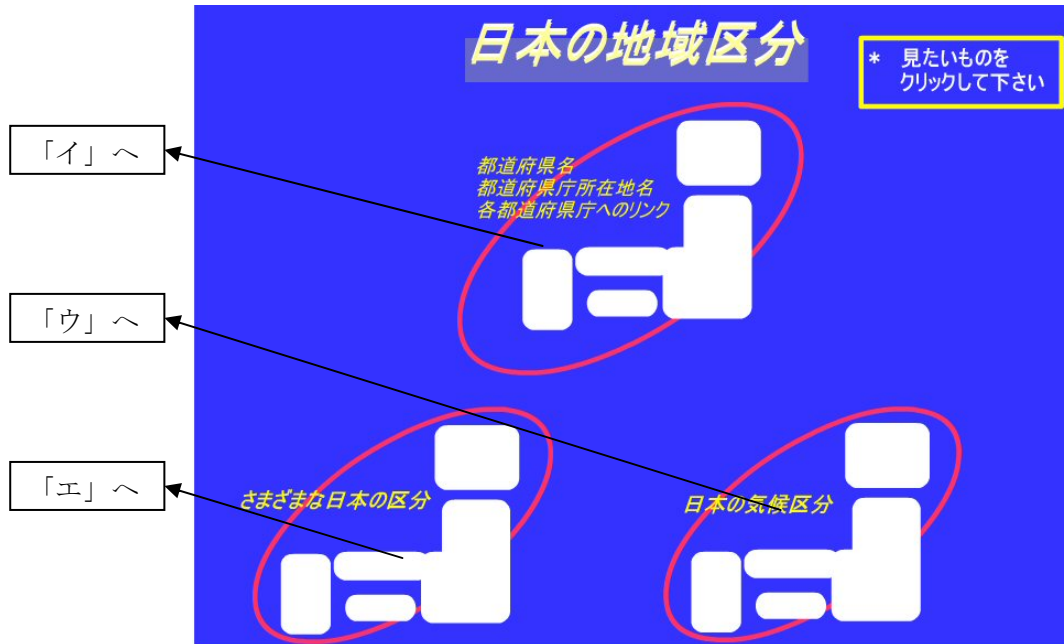 日本の地域区分
* 見たいものを
クリックして下さい
「イ」へ
都道府県名
都道府県庁所在地名
各都道府県庁へのリンク
「ウ」へ
「エ」へ
さまざまな日本の区分
日本の気候区分